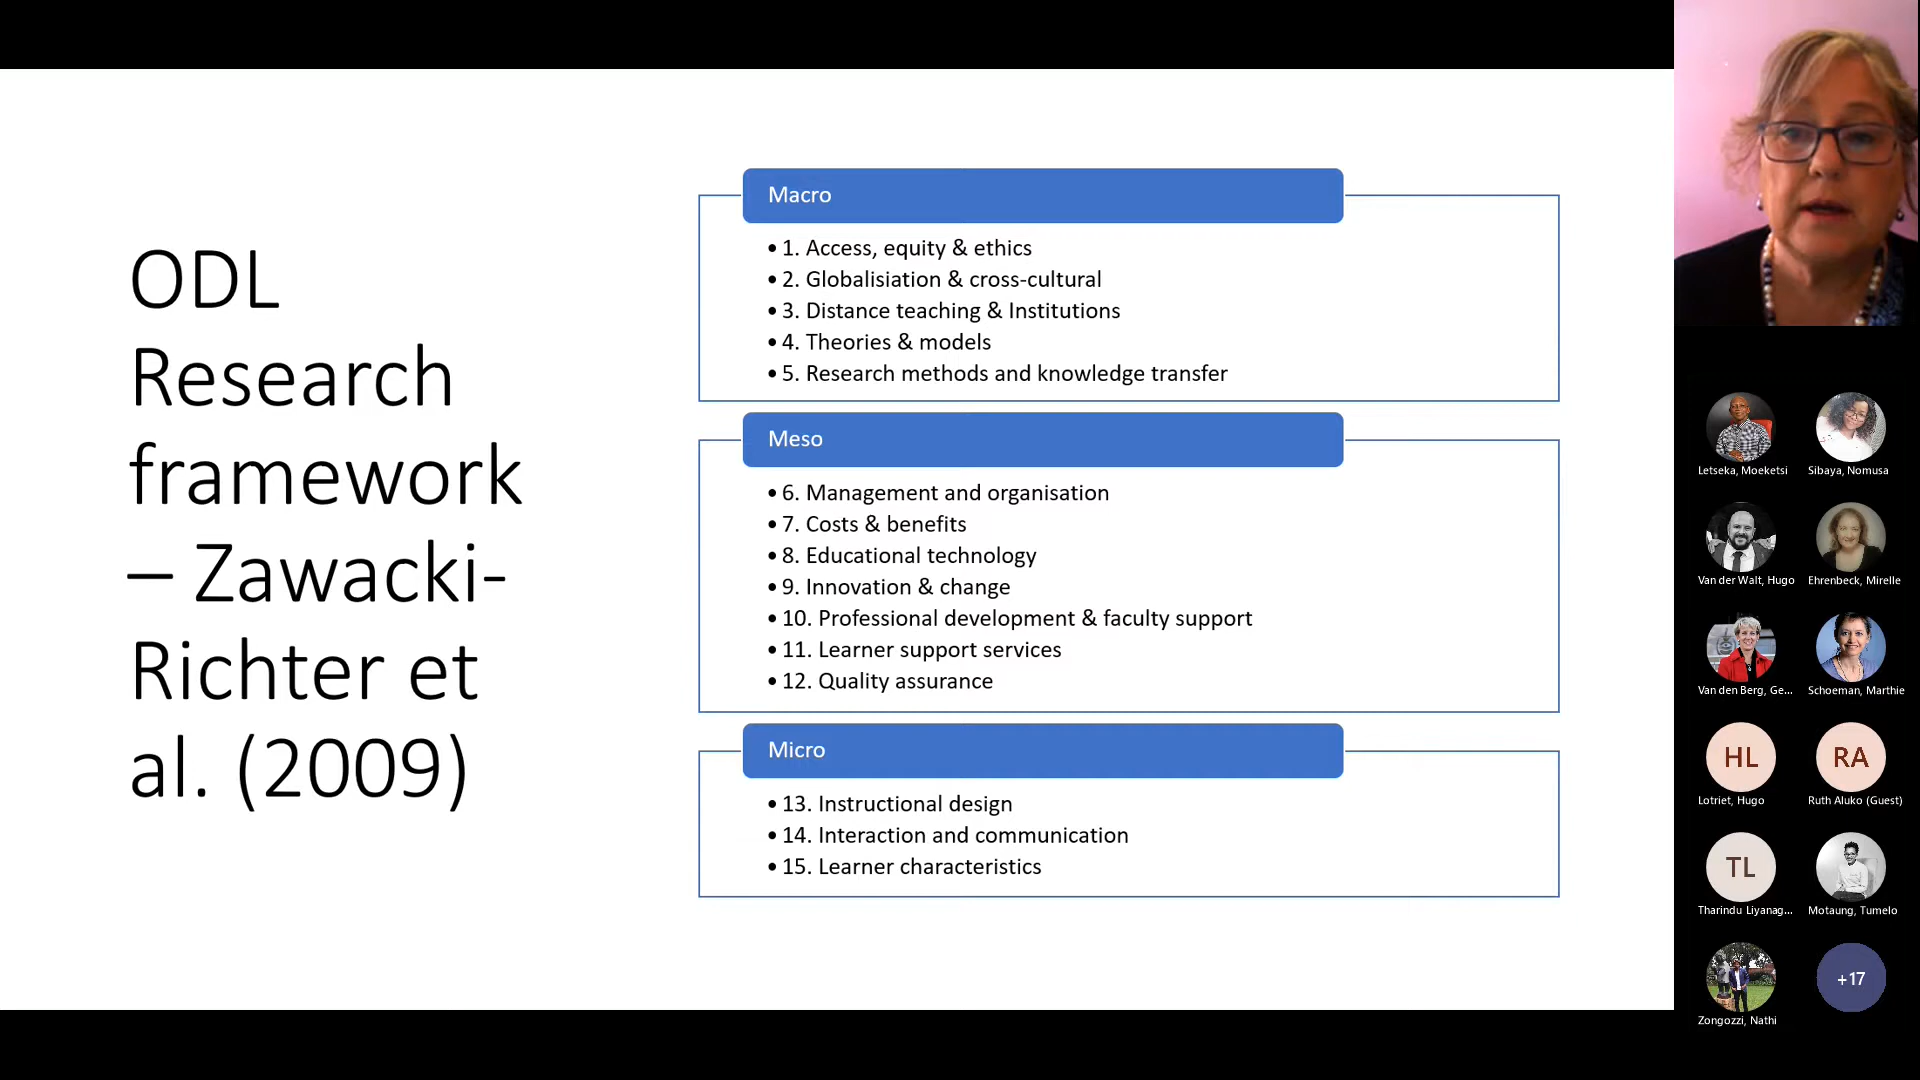 ODL
Research
framework
– Zawacki-
Richter et
al. (2009)
Macro
• 1. Access, equity & ethics
• 2. Globalisiation & cross-cultural
• 3. Distance teaching & Institutions
• 4. Theories & models
• 5. Research methods and knowledge transfer
Meso
• 6. Management and organisation
• 7. Costs & benefits
• 8. Educational technology
• 9. Innovation & change
• 10. Professional development & faculty support
• 11. Learner support services
• 12. Quality assurance
Micro
• 13. Instructional design
• 14. Interaction and communication
• 15. Learner characteristics
Letseka, Moeketsi
Sibaya, Nomusa
Van der Walt, Hugo
Ehrenbeck, Mirelle
Van den Berg, Ge...
Schoeman, Marthie
HL
Lotriet, Hugo
RA
Ruth Aluko (Guest)
TL
Tharindu Liyanag...
Motaung, Tumelo
Zongozzi, Nathi
+17